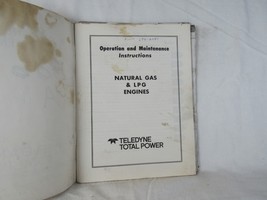 Operation and Maintenance
Instructions
NATURAL GAS
& LPG
ENGINES
TELEDYNE
TOTAL POWER